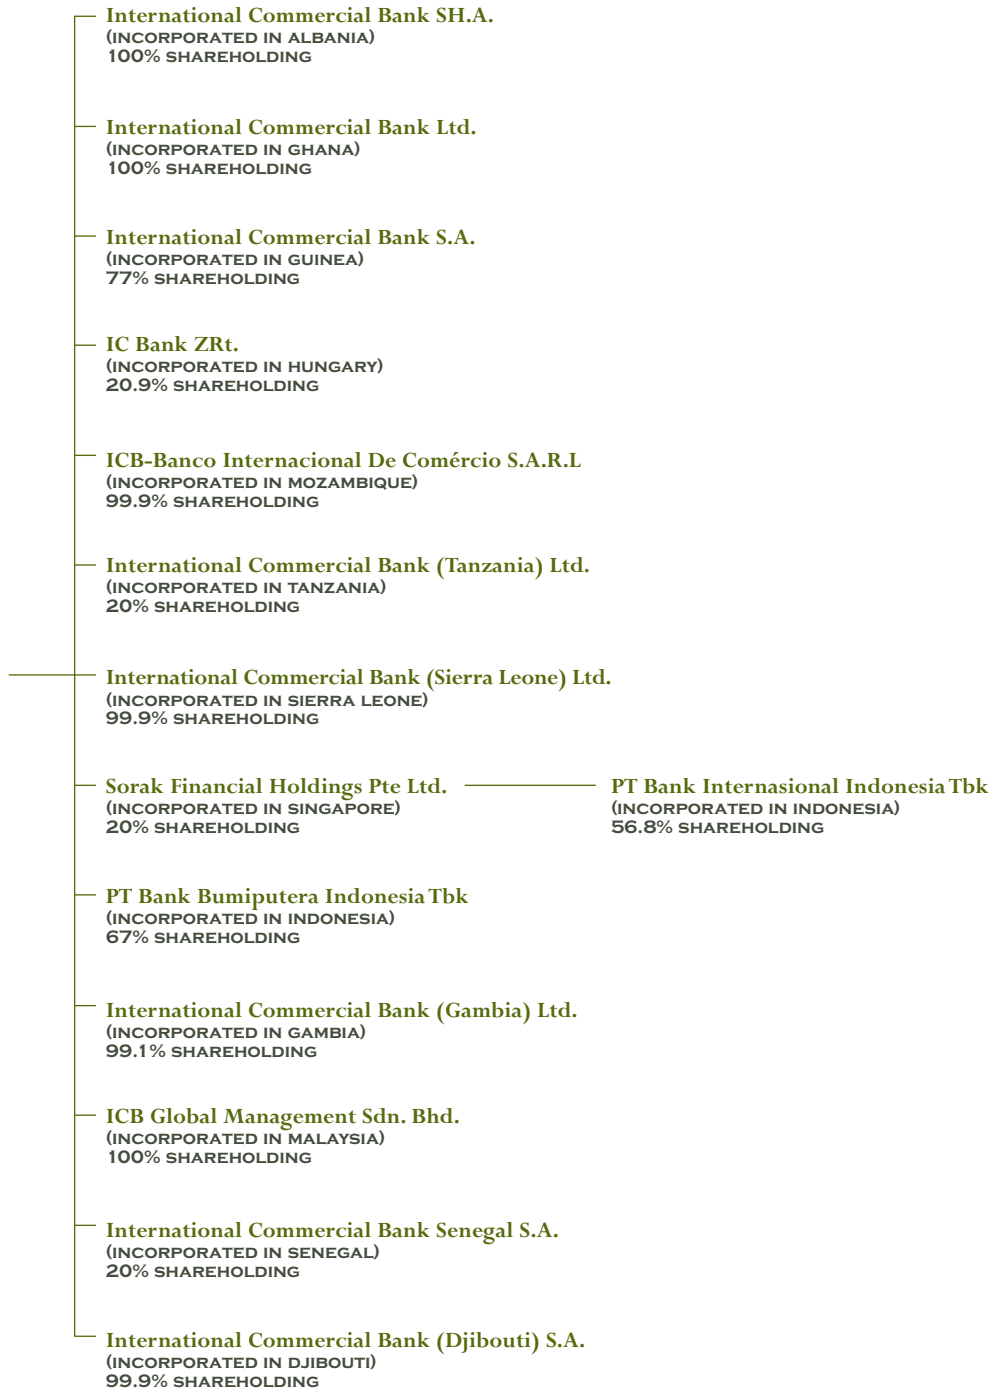 International Commercial Bank SH.A.
(INCORPORATED IN ALBANIA)
100% SHAREHOLDING
International Commercial Bank Ltd.
(INCORPORATED IN GHANA)
100% SHAREHOLDING
International Commercial Bank S.A.
(INCORPORATED IN GUINEA)
77% SHAREHOLDING
IC Bank ZRt.
(INCORPORATED IN HUNGARY)
20.9% SHAREHOLDING
ICB-Banco Internacional De Comércio S.A.R.L
(INCORPORATED IN MOZAMBIQUE)
99.9% SHAREHOLDING
International Commercial Bank (Tanzania) Ltd.
(INCORPORATED IN TANZANIA)
20% SHAREHOLDING
International Commercial Bank (Sierra Leone) Ltd.
(INCORPORATED IN SIERRA LEONE)
99.9% SHAREHOLDING
Sorak Financial Holdings Pte Ltd.
(INCORPORATED IN SINGAPORE)
20% SHAREHOLDING
PT Bank Internasional Indonesia Tbk
(INCORPORATED IN INDONESIA)
56.8% SHAREHOLDING
PT Bank Bumiputera Indonesia Tbk
(INCORPORATED IN INDONESIA)
67% SHAREHOLDING
International Commercial Bank (Gambia) Ltd.
(INCORPORATED IN GAMBIA)
99.1% SHAREHOLDING
ICB Global Management Sdn. Bhd.
(INCORPORATED IN MALAYSIA)
100% SHAREHOLDING
International Commercial Bank Senegal S.A.
(INCORPORATED IN SENEGAL)
20% SHAREHOLDING
International Commercial Bank (Djibouti) S.A.
(INCORPORATED IN DJIBOUTI)
99.9% SHAREHOLDING